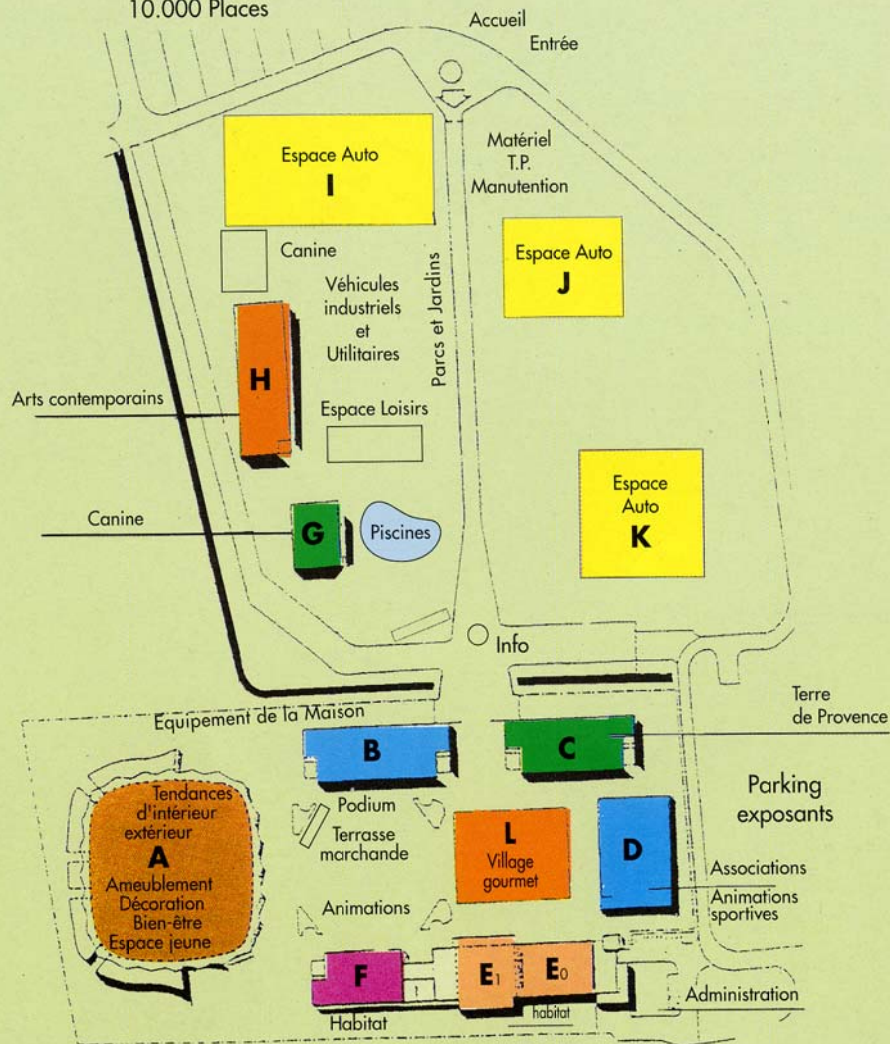 10.000 Places
Accueil
Entrée
Espace Auto
I
Matériel
T.P.
Manutention
Canine
Espace Auto
J
Véhicules
industriels
et
Utilitaires
Parcs et Jardins
H
Arts contemporains
Espace Loisirs
Espace
Auto
K
Canine
G
Piscines
Info
Terre
de Provence
Equipement de la Maison
B
C
Parking
exposants
Tendances
d'intérieur
extérieur
A
Ameublement
Décoration
Bien-être
Espace jeune
Podium
Terrasse
marchande
L
Village
gourmet
D
Associations
Animations
sportives
Animations
F
E1
E0
Habitat
habitat
Administration